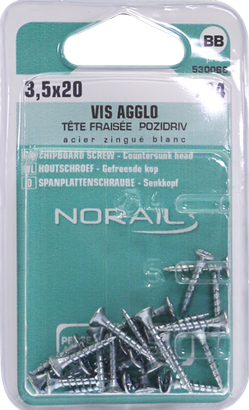 BB
3,5x20
VIS AGGLO
TÊTE FRAISÉE POZIDRIV
acier zingué blanc
CHIPBOARD SCREW - Countersunk head
HOUTSCHROEF - Gefreesde kop
D SPANPLATTENSCHRAUBE - Senkkopf
NORAIL